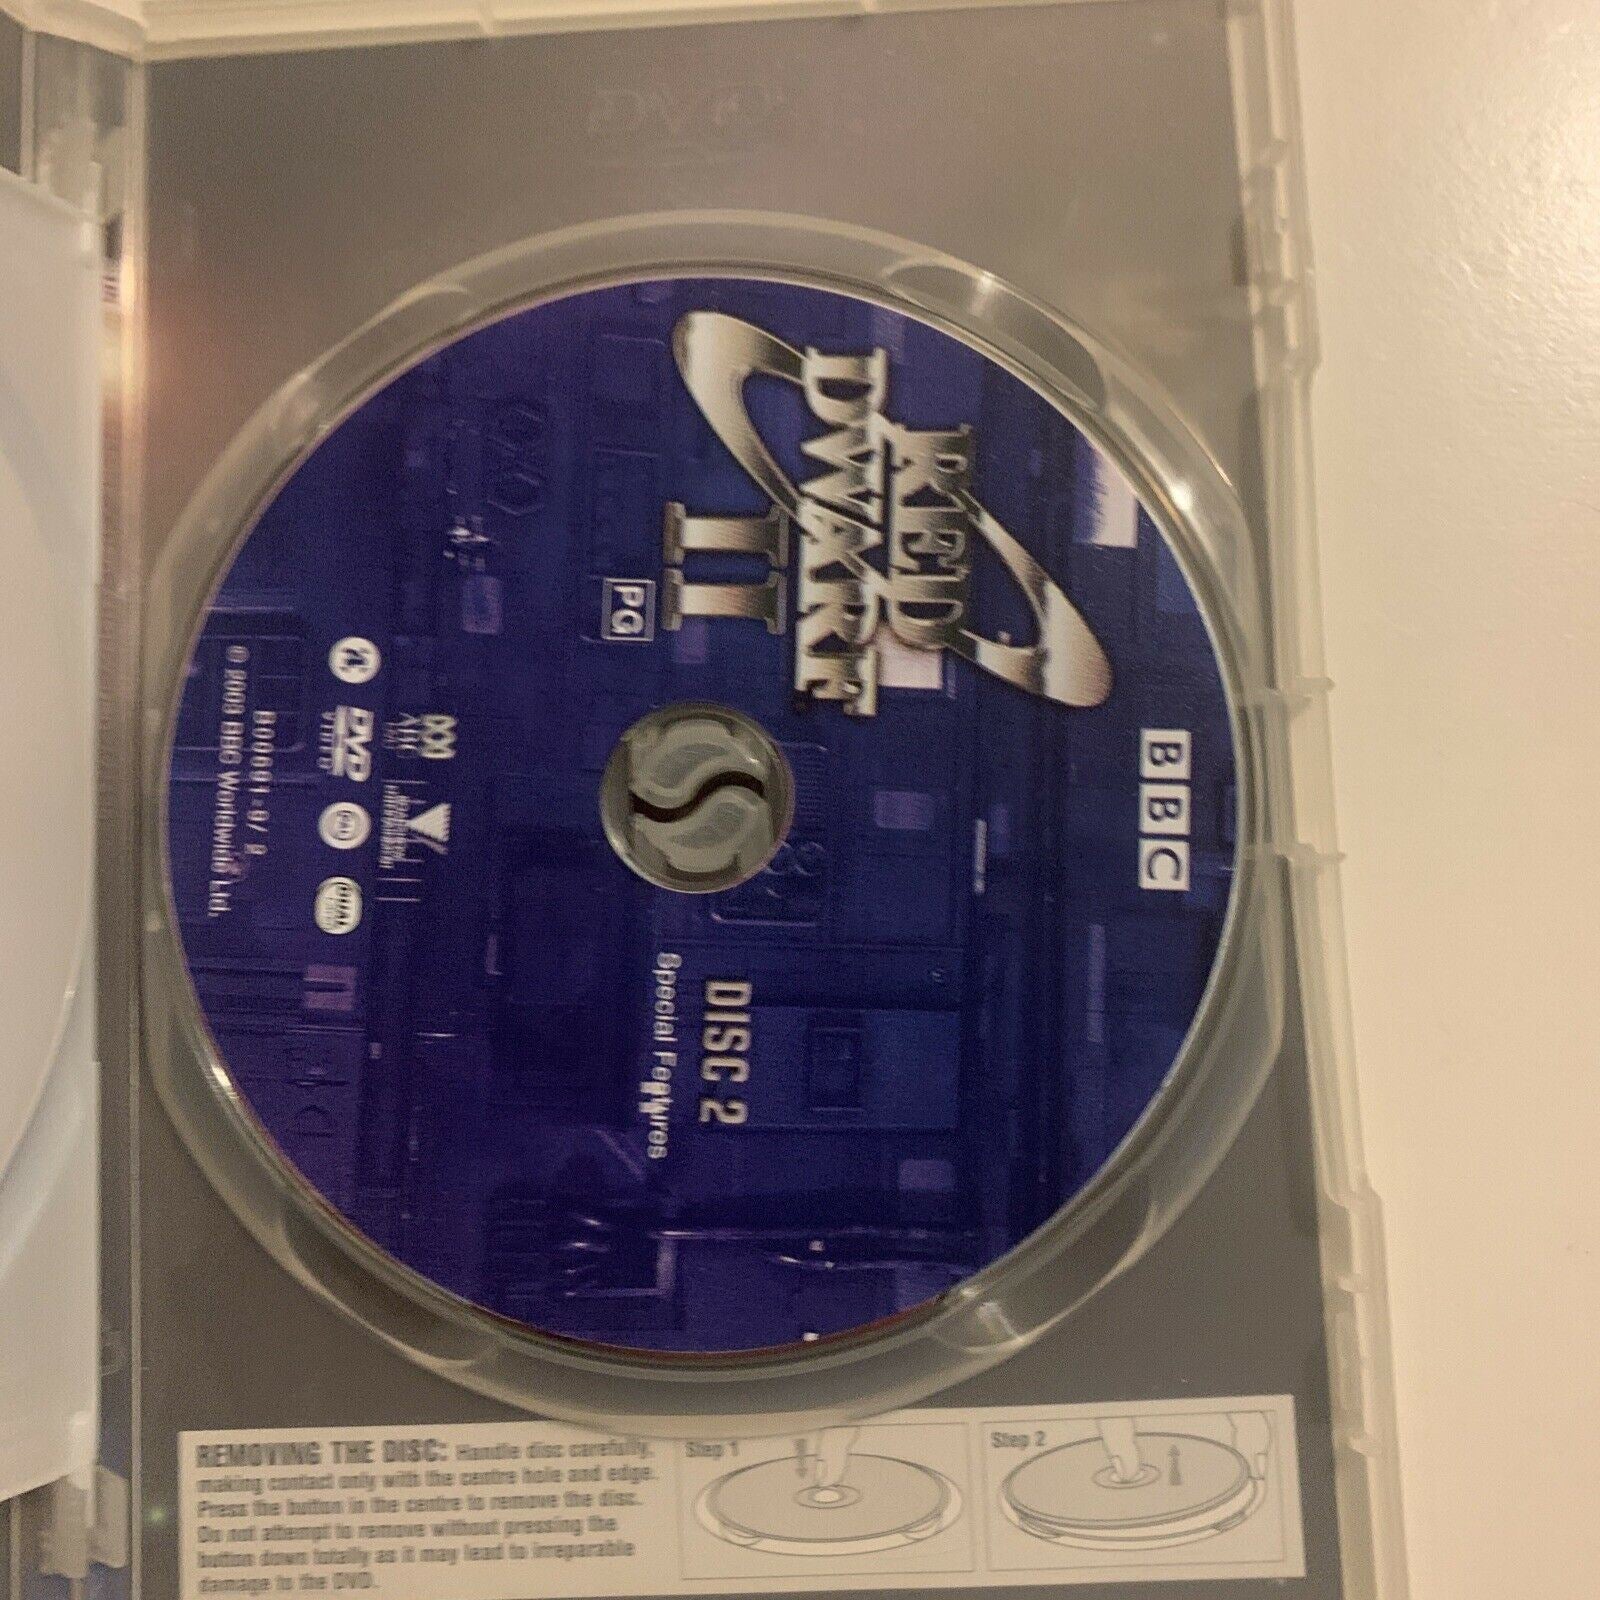 BBC
RED
DWARF
II
PG
DISC 2
Special Features
ABC
DVD
VIDEO
© 2003 BBC Worldwide Ltd.
REMOVING THE DISC: Handle disc carefully,
making contact only with the centre hole and edge.
Press the button in the centre to remove the disc.
Do not attempt to remove without pressing the
button down totally as it may lead to irreparable
damage to the DVD.
Step 1
Step 2